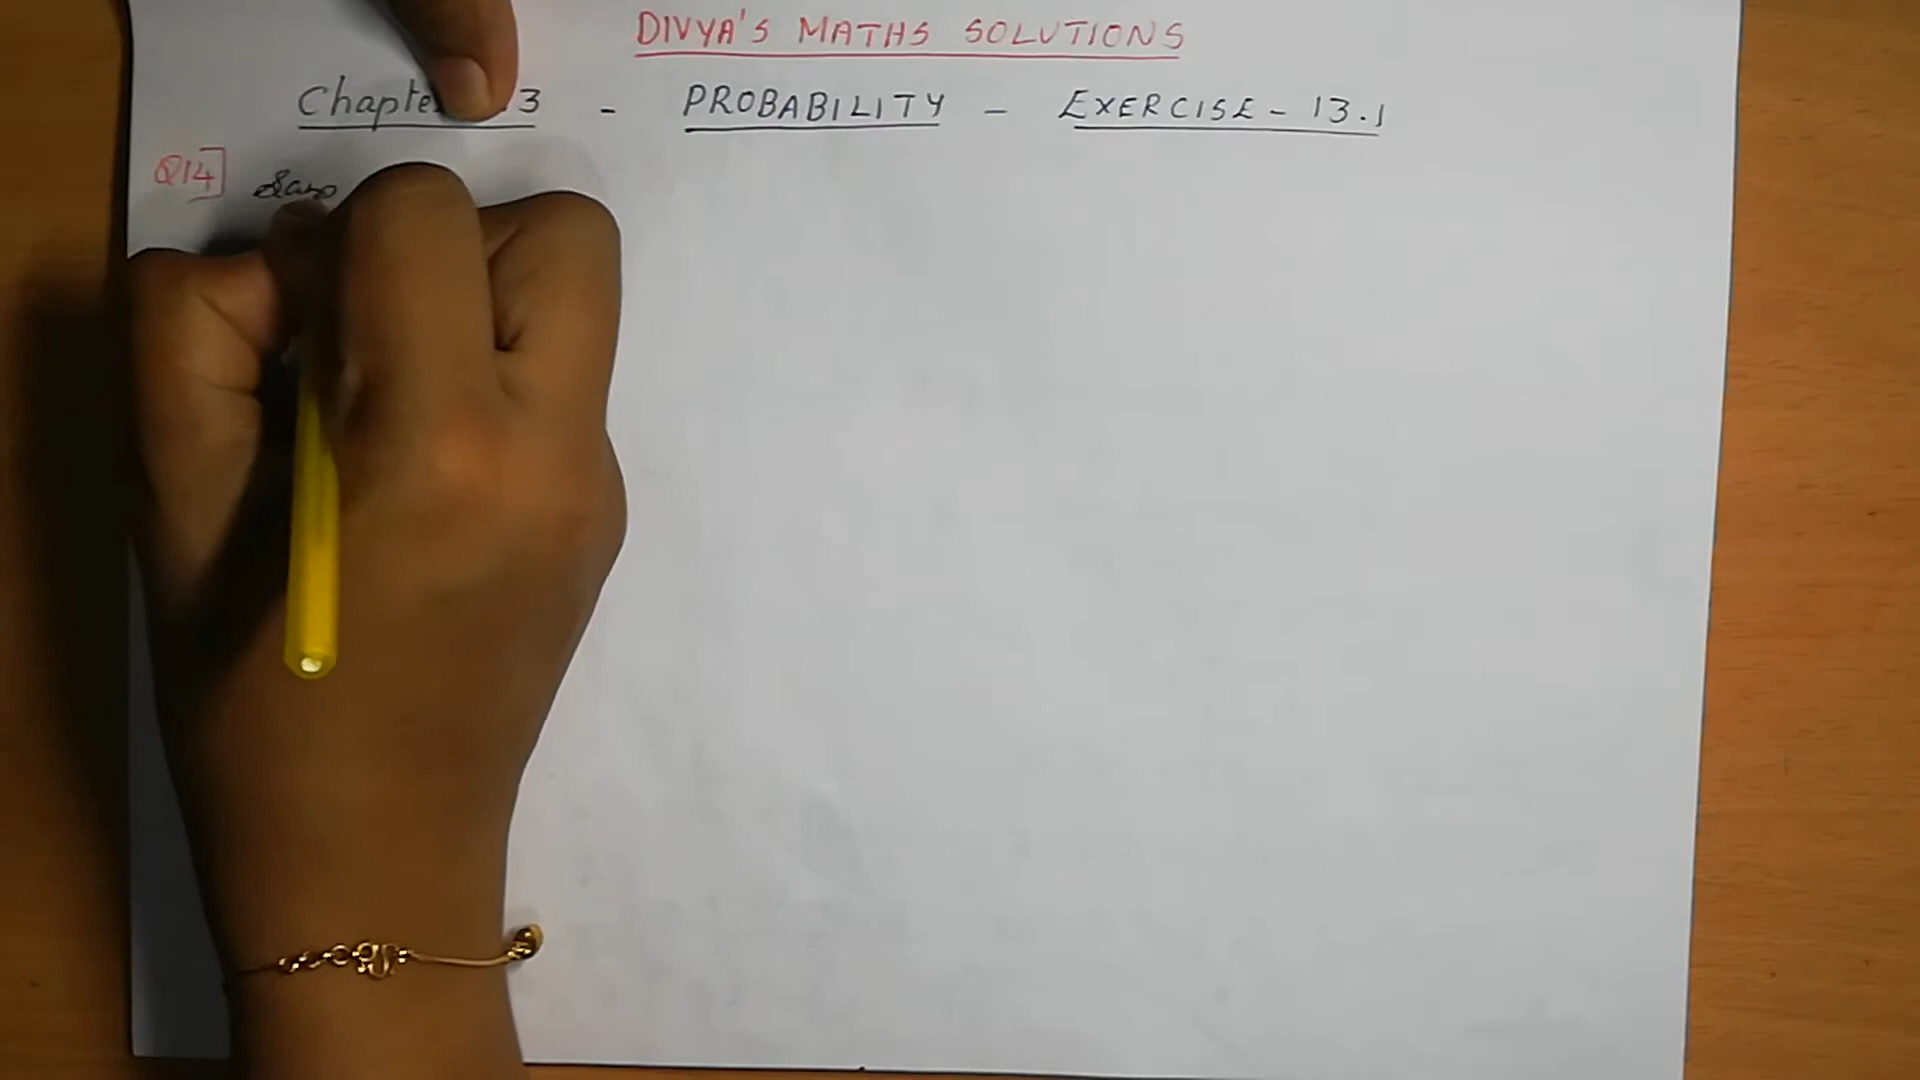 DIVYA'S MATHS SOLUTIONS
Chapte 3 - PROBABILITY - EXERCISE - 13.1
Q14]